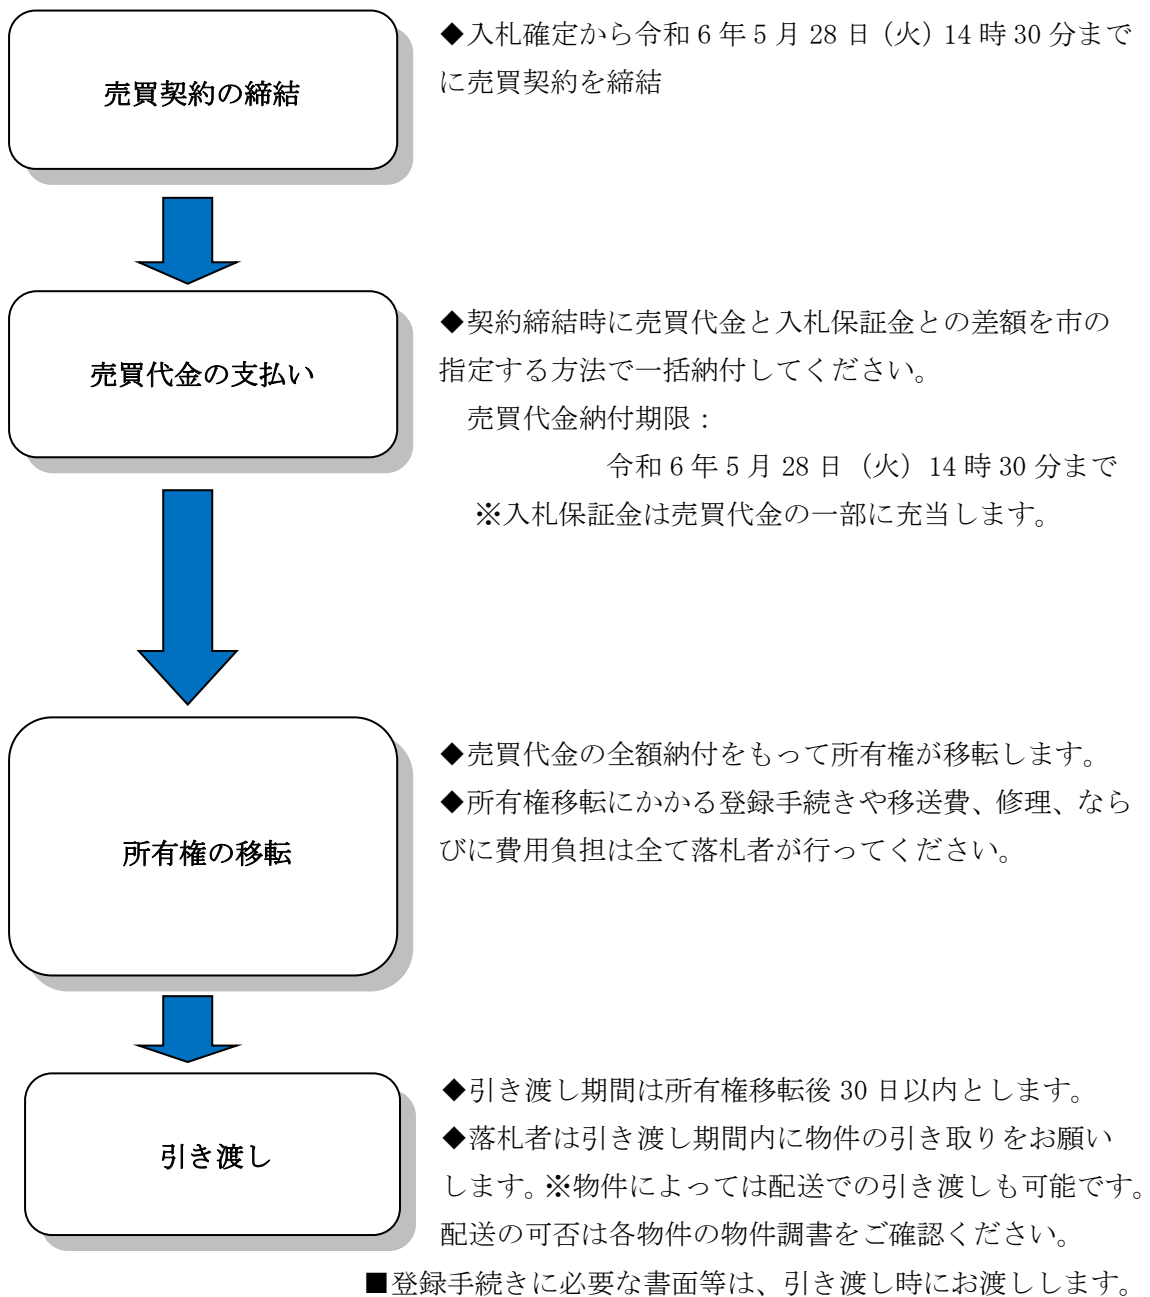 売買契約の締結
◆入札確定から令和6年5月28日(火)14時30分まで
に売買契約を締結
売買代金の支払い
◆契約締結時に売買代金と入札保証金との差額を市の
指定する方法で一括納付してください。
売買代金納付期限：
令和6年5月28日（火）14時30分まで
※入札保証金は売買代金の一部に充当します。
所有権の移転
◆売買代金の全額納付をもって所有権が移転します。
◆所有権移転にかかる登録手続きや移送費、修理、なら
びに費用負担は全て落札者が行ってください。
引き渡し
◆引き渡し期間は所有権移転後30日以内とします。
◆落札者は引き渡し期間内に物件の引き取りをお願い
します。※物件によっては配送での引き渡しも可能です。
配送の可否は各物件の物件調書をご確認ください。
■登録手続きに必要な書面等は、引き渡し時にお渡しします。